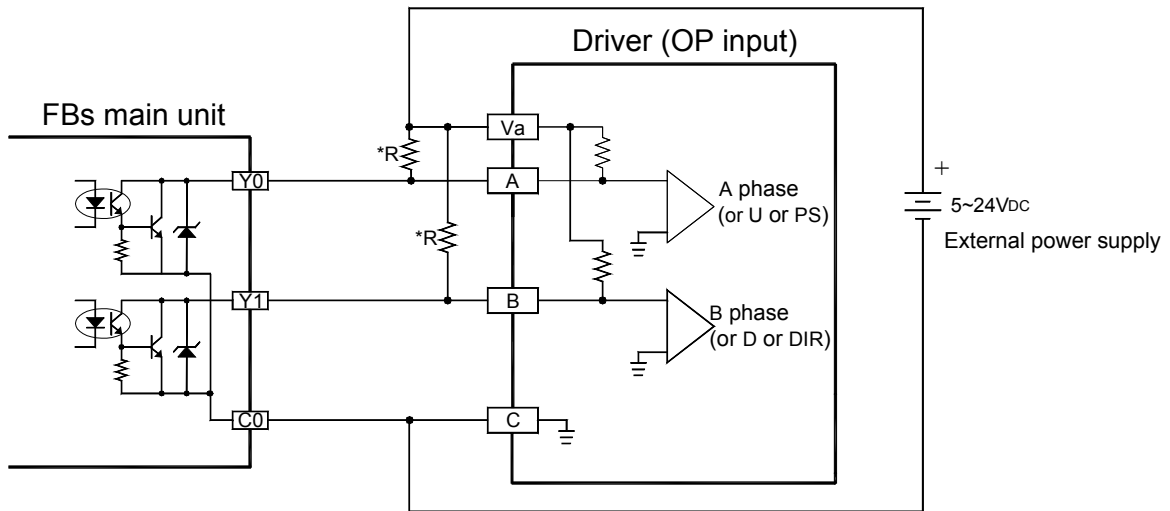 Driver (OP input)
FBs main unit
Va
*R
Y0
A
A phase
(or U or PS)
+
5~24VDC
External power supply
*R
Y1
B
B phase
(or D or DIR)
C0
C